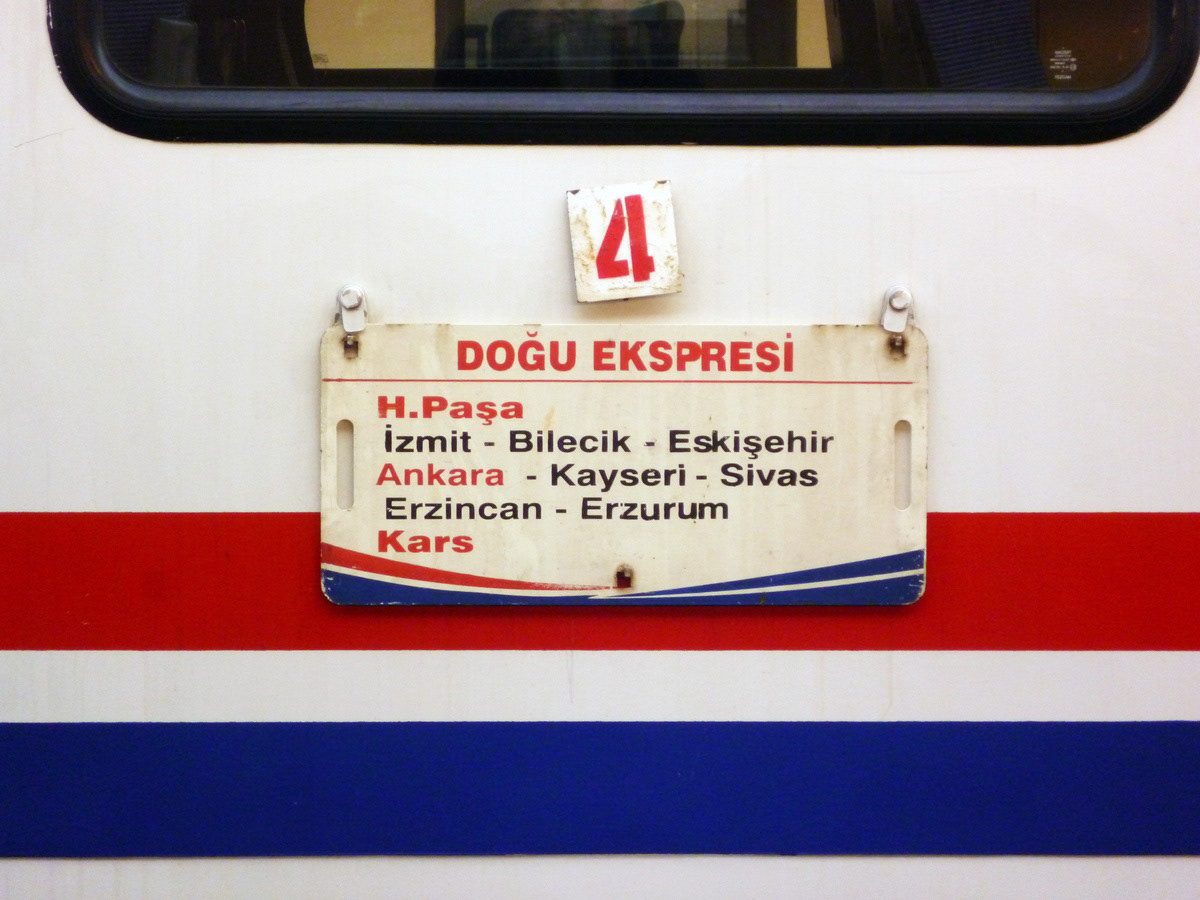 4
DOĞU EKSPRESİ
H.Paşa
İzmit - Bilecik - Eskişehir
Ankara - Kayseri - Sivas
Erzincan - Erzurum
Kars